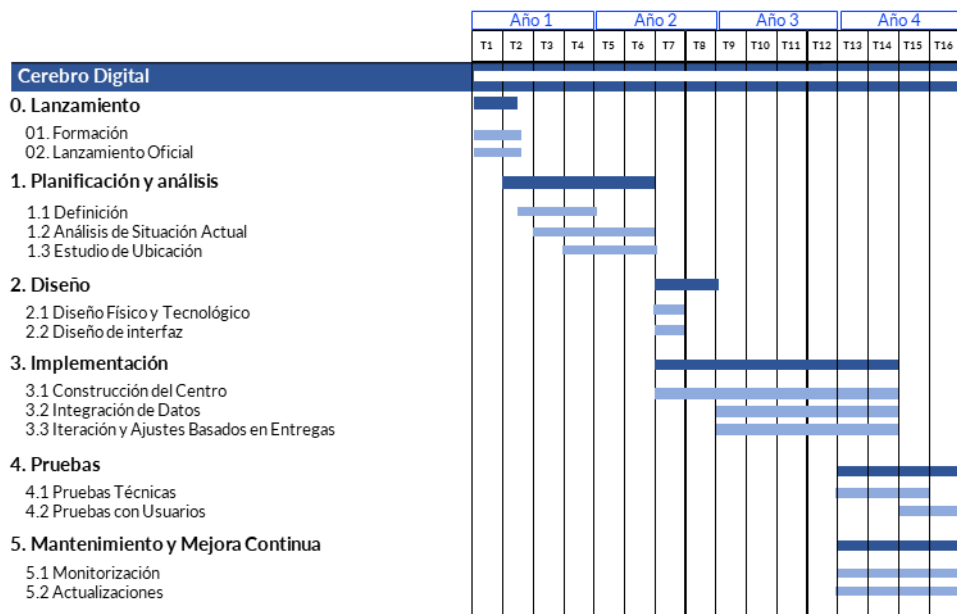 Año 1 Año 2 Año 3 Año 4
T1 T2 T3 T4 T5 T6 T7 T8 T9 T10 T11 T12 T13 T14 T15 T16
Cerebro Digital
0. Lanzamiento
01. Formación
02. Lanzamiento Oficial
1. Planificación y análisis
1.1 Definición
1.2 Análisis de Situación Actual
1.3 Estudio de Ubicación
2. Diseño
2.1 Diseño Físico y Tecnológico
2.2 Diseño de interfaz
3. Implementación
3.1 Construcción del Centro
3.2 Integración de Datos
3.3 Iteración y Ajustes Basados en Entregas
4. Pruebas
4.1 Pruebas Técnicas
4.2 Pruebas con Usuarios
5. Mantenimiento y Mejora Continua
5.1 Monitorización
5.2 Actualizaciones